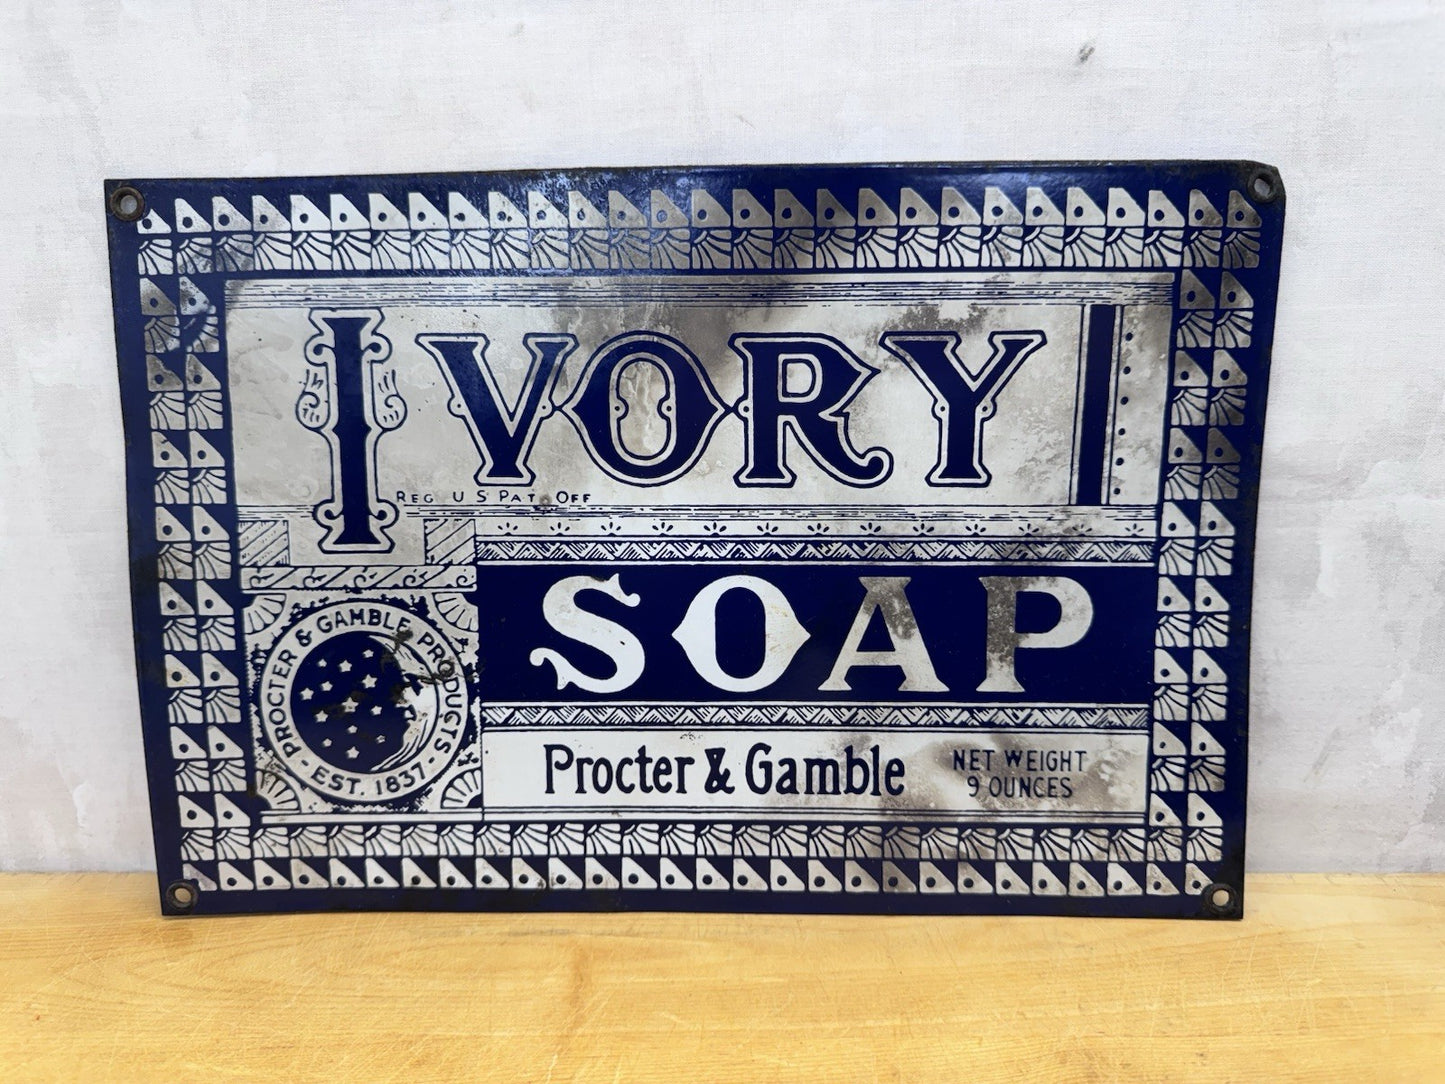 IVORY
REG U S PAT. OFF
SOAP
PROCTER & GAMBLE PRODUCTS
- EST. 1837 -
Procter & Gamble
NET WEIGHT
9 OUNCES